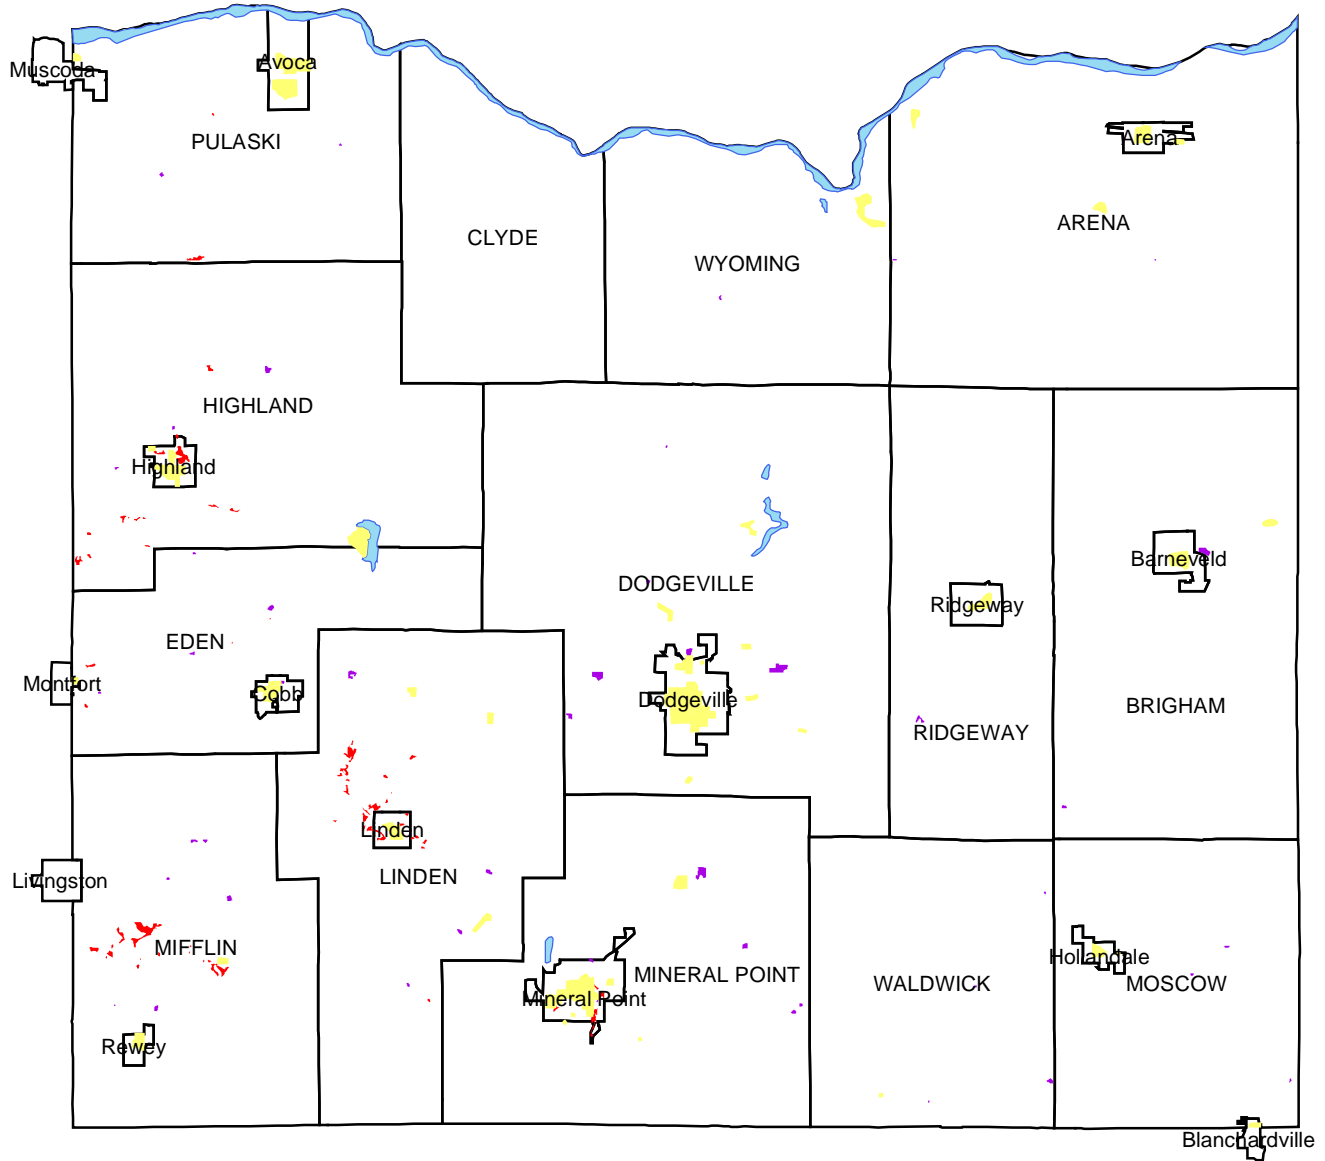 Avoca
Muscoda
Arena
PULASKI
ARENA
CLYDE
WYOMING
HIGHLAND
Highland
Barneveld
DODGEVILLE
Ridgeway
EDEN
Montfort
Cobb
Dodgeville
BRIGHAM
RIDGEWAY
Linden
LINDEN
Livingston
MIFFLIN
Hollandale
MINERAL POINT
WALDWICK
MOSCOW
Mineral Point
Rewey
Blanchardville